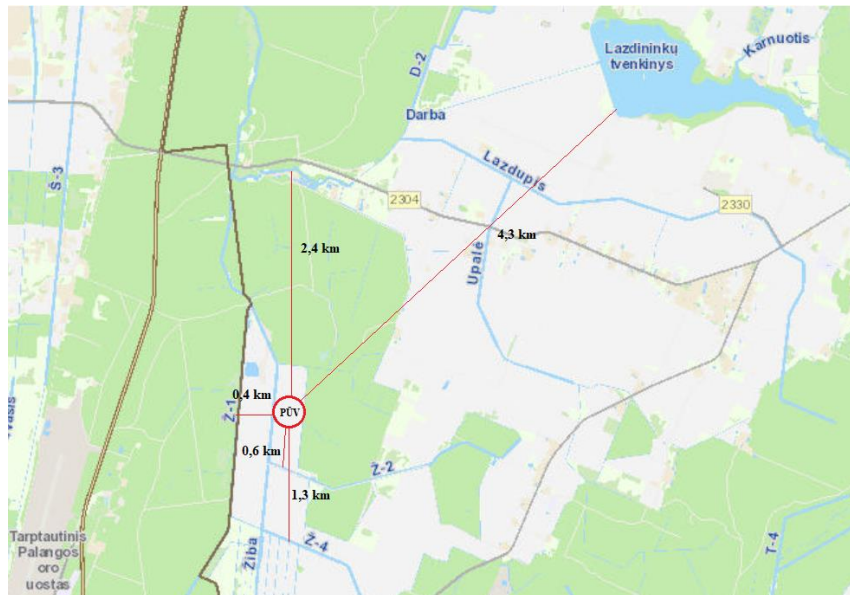 Karnuotis
Lazdininkų
tvenkinys
D-2
Darba
Lazdupis
Š-3
2304
2330
4,3 km
2,4 km
Upale
0,4 km
Ž-1
PŪV
0,6 km
Ž-2
1,3 km
Ž-4
Žiba
T-4
Tarptautinis
Palangos
oro
uostas